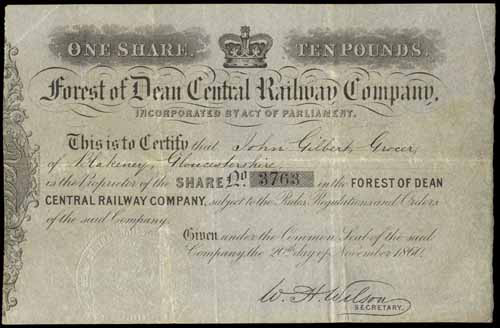 ONE SHARE. TEN POUNDS.
Forest of Dean Central Railway Company,
INCORPORATED BY ACT OF PARLIAMENT.
This is to Certify that John Gilbert Grocer,
of Blakeney, Gloucestershire,
is the Proprietor of the SHARE No 3763 in the FOREST OF DEAN
CENTRAL RAILWAY COMPANY, subject to the Rules, Regulations and Orders
of the said Company.
Given under the Common Seal of the said
Company, the 20th day of November 1860.
W. H. Wilson
SECRETARY.